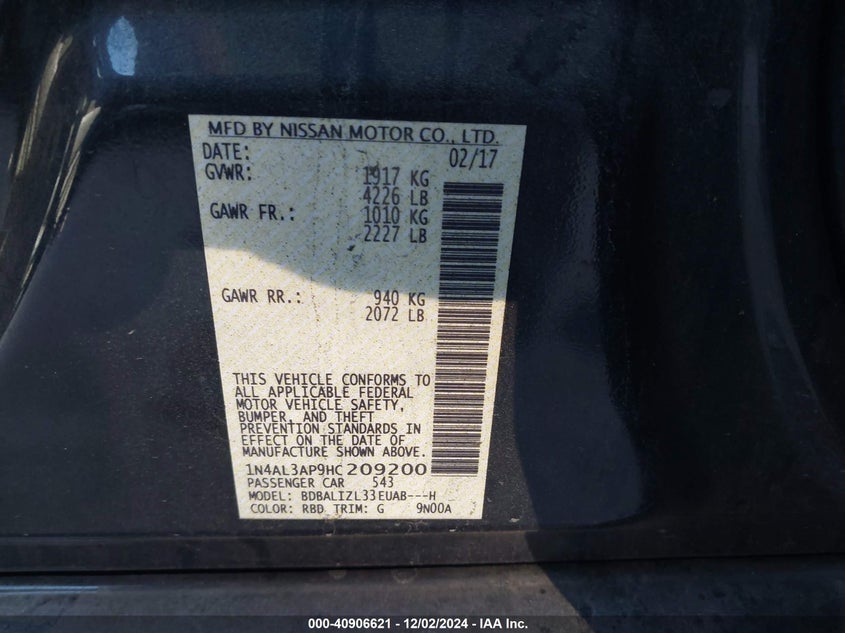 MFD BY NISSAN MOTOR CO., LTD.
DATE: 02/17
GVWR: 1917 KG
4226 LB
GAWR FR.: 1010 KG
2227 LB
GAWR RR.: 940 KG
2072 LB
THIS VEHICLE CONFORMS TO
ALL APPLICABLE FEDERAL
MOTOR VEHICLE SAFETY,
BUMPER, AND THEFT
PREVENTION STANDARDS IN
EFFECT ON THE DATE OF
MANUFACTURE SHOWN ABOVE.
1N4AL3AP9HC209200
PASSENGER CAR 543
MODEL: BDBALIZL33EUAB---H
COLOR: RBD TRIM: G 9N00A
000-40906621 - 12/02/2024 - IAA Inc.